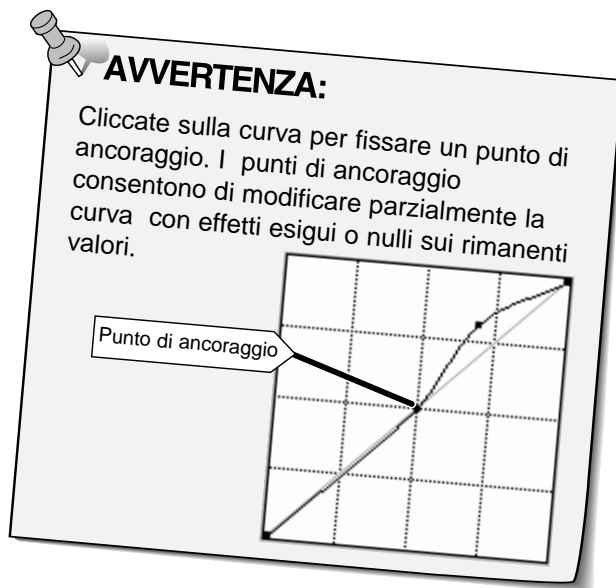 AVVERTENZA:
Cliccate sulla curva per fissare un punto di
ancoraggio. I punti di ancoraggio
consentono di modificare parzialmente la
curva con effetti esigui o nulli sui rimanenti
valori.
Punto di ancoraggio